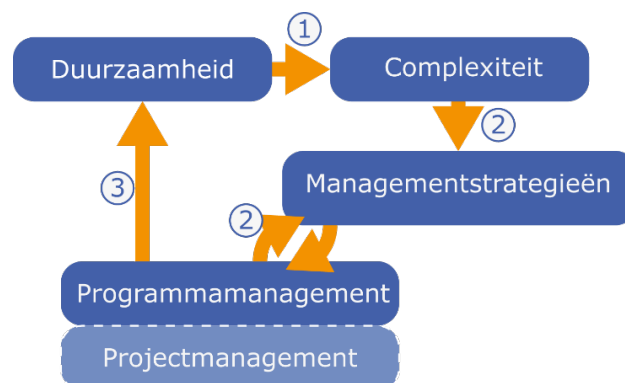 1
Duurzaamheid
Complexiteit
2
Managementstrategieën
3
2
Programmamanagement
Projectmanagement